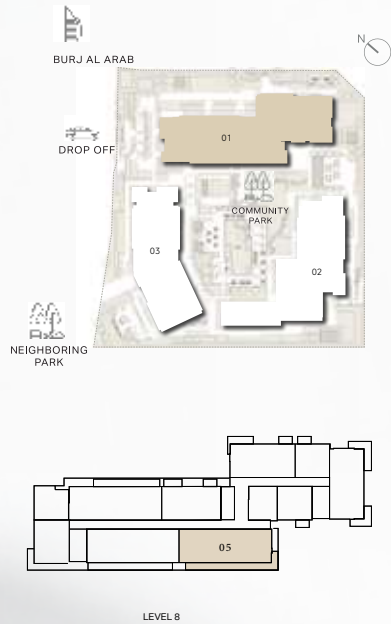 N
BURJ AL ARAB
DROP OFF
01
COMMUNITY
PARK
03
02
NEIGHBORING
PARK
05
LEVEL 8